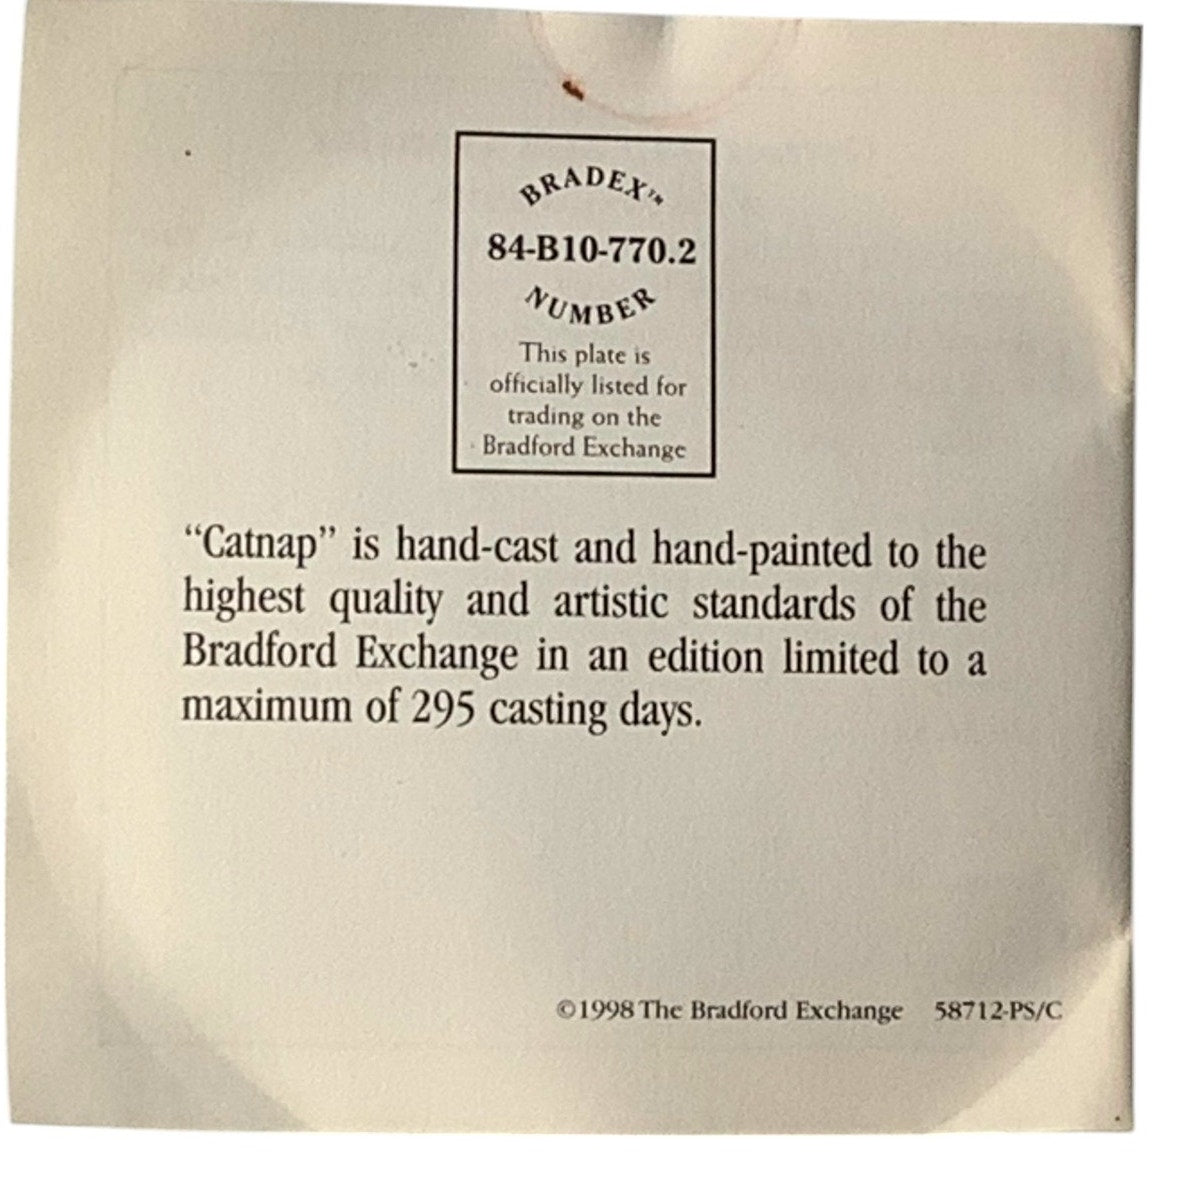 BRADEX™
84-B10-770.2
NUMBER
This plate is
officially listed for
trading on the
Bradford Exchange
“Catnap” is hand-cast and hand-painted to the
highest quality and artistic standards of the
Bradford Exchange in an edition limited to a
maximum of 295 casting days.
©1998 The Bradford Exchange 58712-PS/C